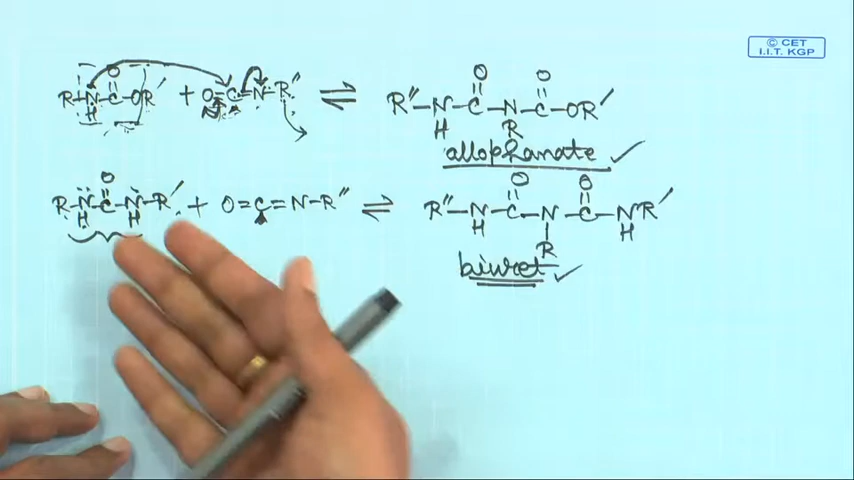 © CET
I.I.T. KGP
O O O
R-N-C-OR′ + O=C=N-R″ ⇌ R″-N-C-N-C-OR′
H H R
allophanate ✓
O O O
R-N-C-N-R′ + O=C=N-R″ ⇌ R″-N-C-N-C-NR′
H H H R H
biuret ✓